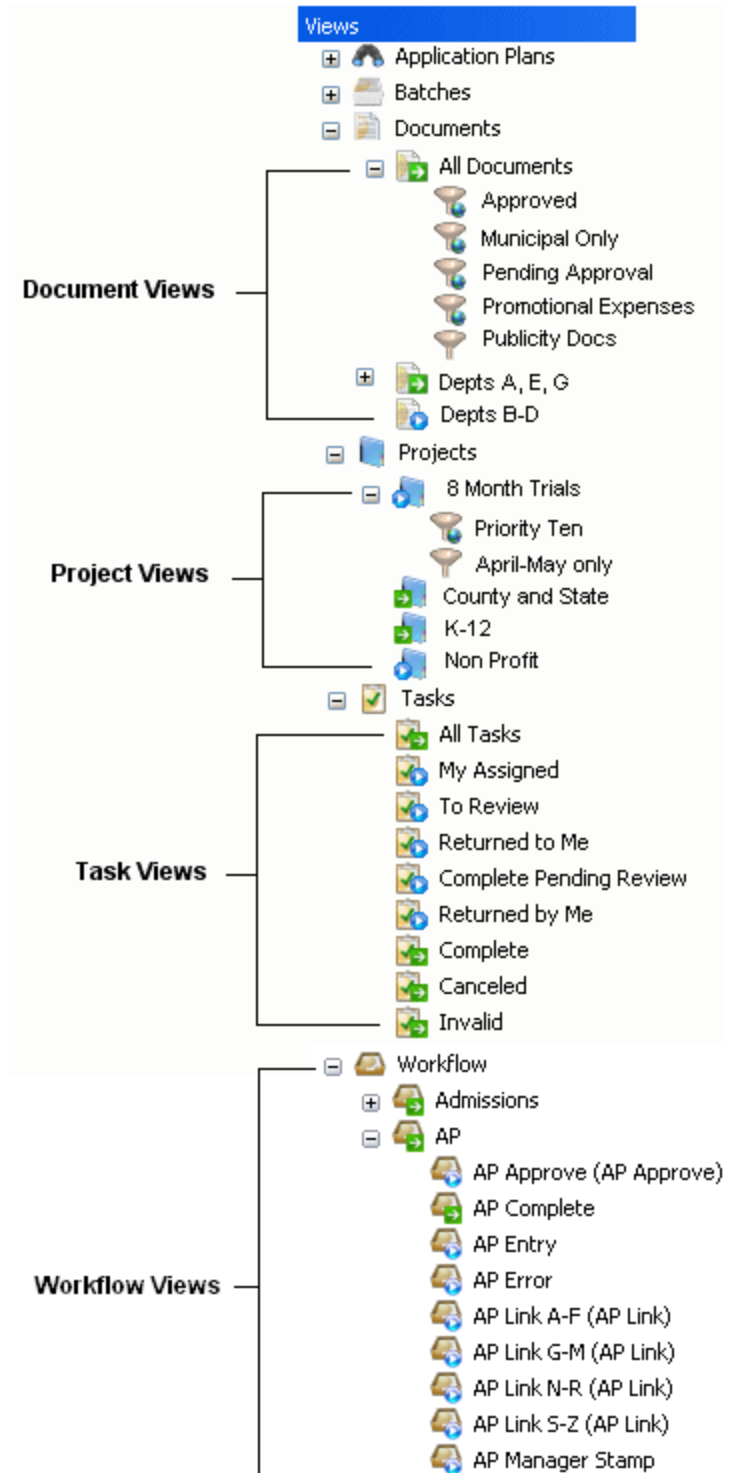 Views
Application Plans
Batches
Documents
All Documents
Approved
Municipal Only
Document Views
Pending Approval
Promotional Expenses
Publicity Docs
Depts A, E, G
Depts B-D
Projects
8 Month Trials
Priority Ten
Project Views
April-May only
County and State
K-12
Non Profit
Tasks
All Tasks
My Assigned
To Review
Returned to Me
Task Views
Complete Pending Review
Returned by Me
Complete
Canceled
Invalid
Workflow
Admissions
AP
AP Approve (AP Approve)
AP Complete
AP Entry
Workflow Views
AP Error
AP Link A-F (AP Link)
AP Link G-M (AP Link)
AP Link N-R (AP Link)
AP Link S-Z (AP Link)
AP Manager Stamp